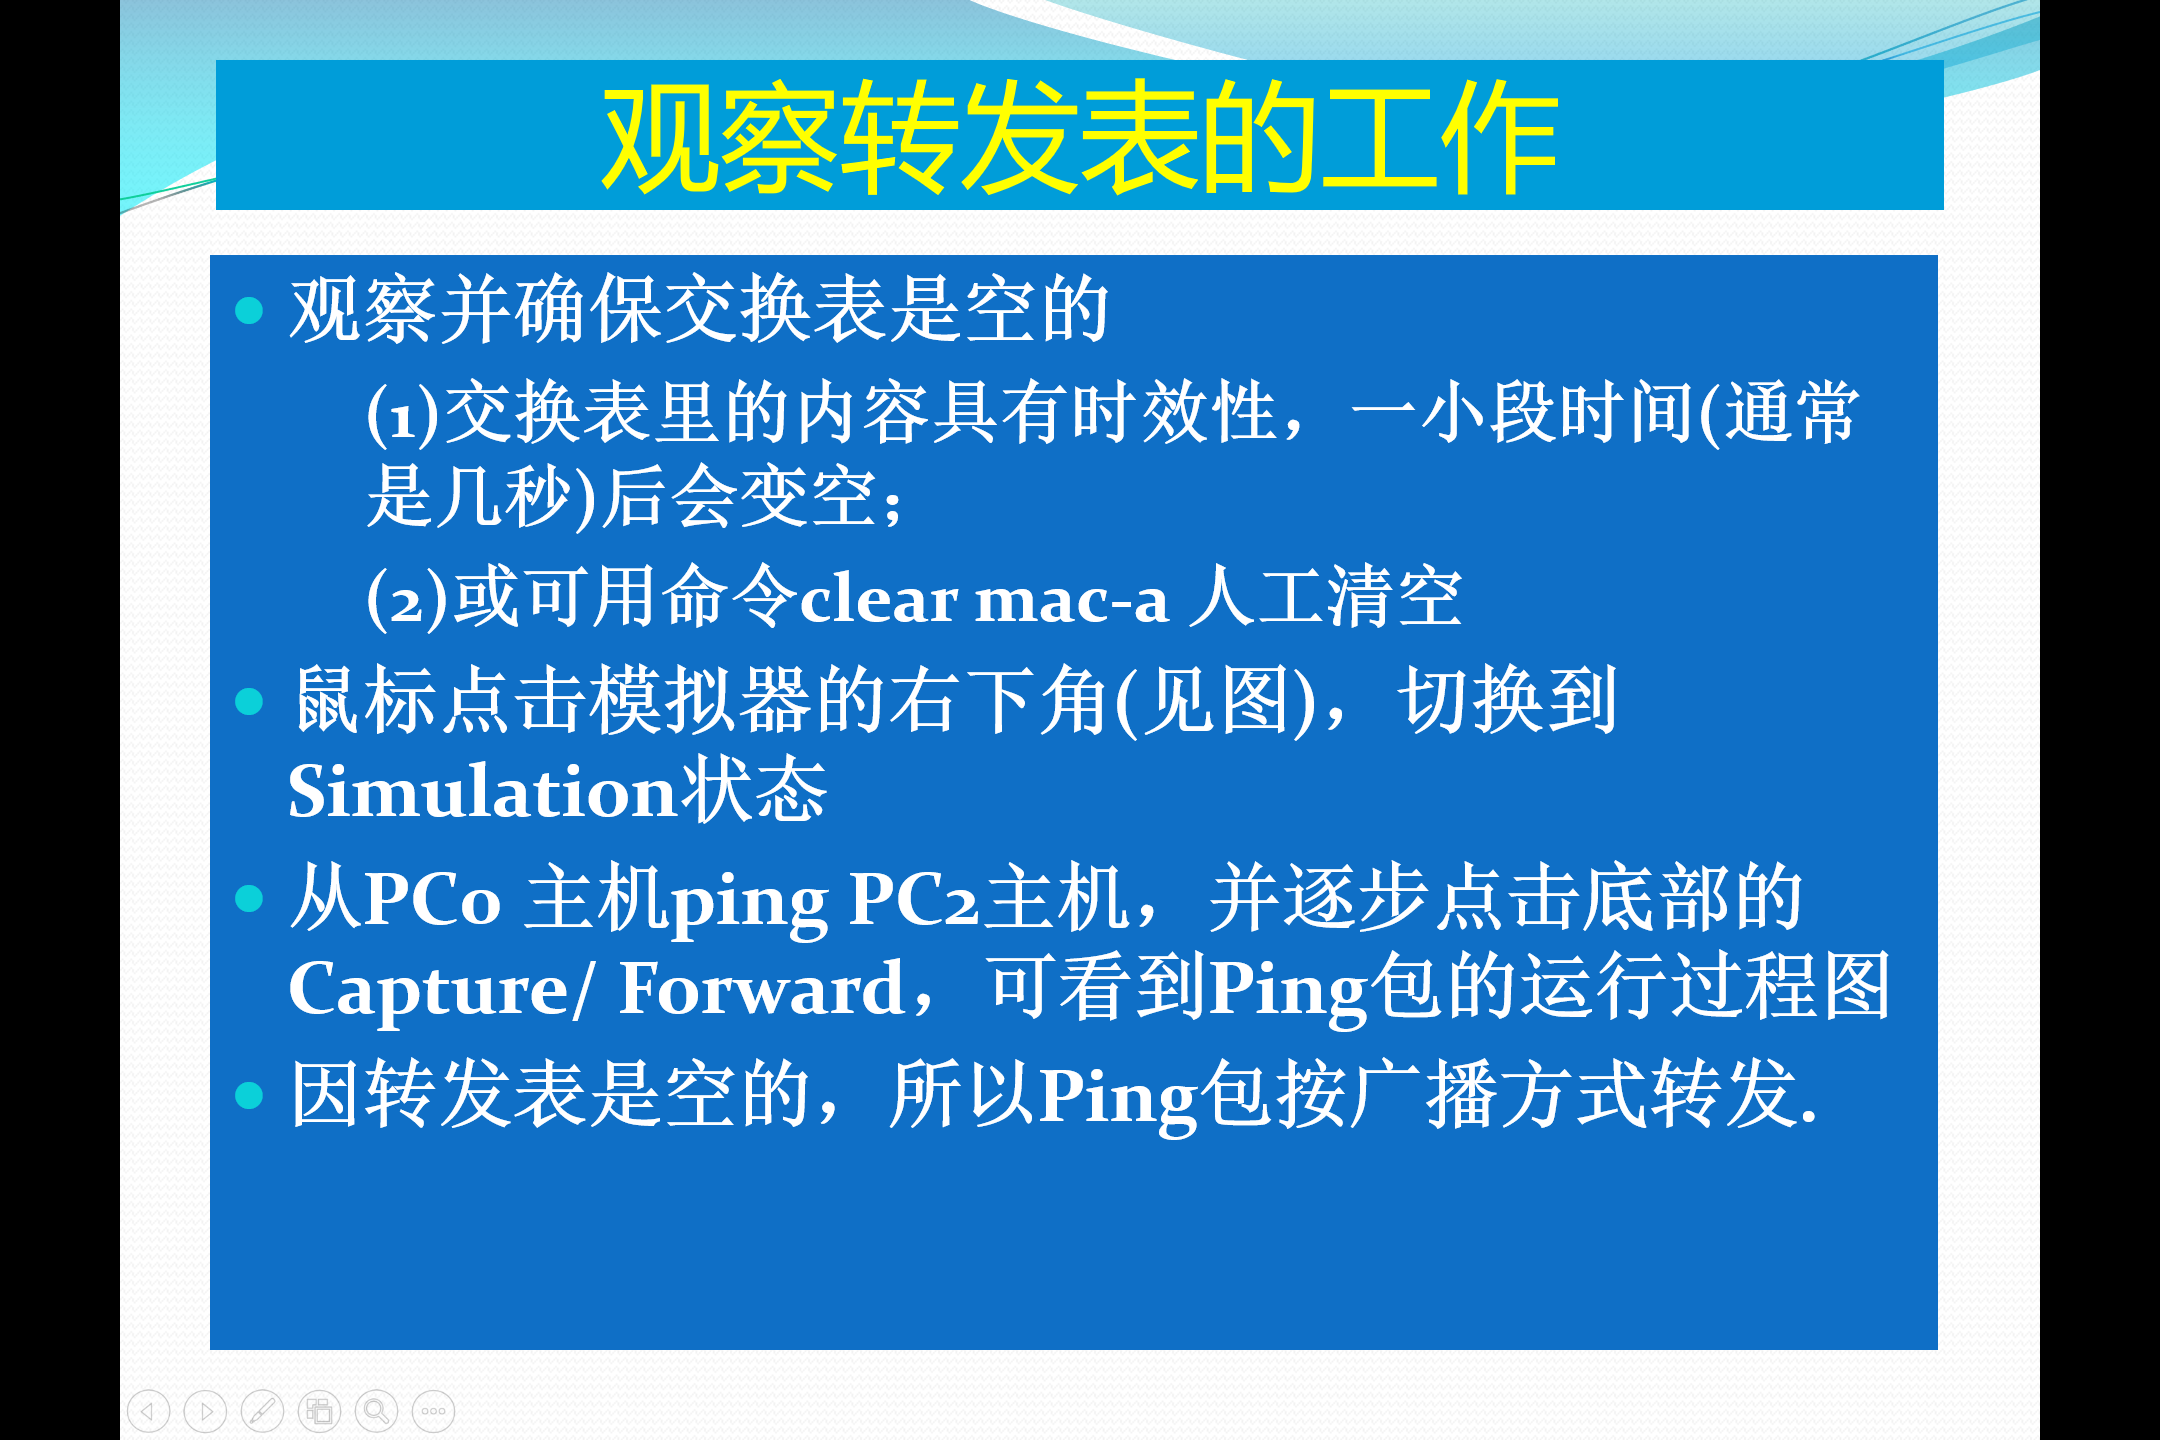 观察转发表的工作
观察并确保交换表是空的
(1)交换表里的内容具有时效性，一小段时间(通常
是几秒)后会变空；
(2)或可用命令clear mac-a 人工清空
鼠标点击模拟器的右下角(见图)，切换到
Simulation状态
从PC0 主机ping PC2主机，并逐步点击底部的
Capture/ Forward，可看到Ping包的运行过程图
因转发表是空的，所以Ping包按广播方式转发.